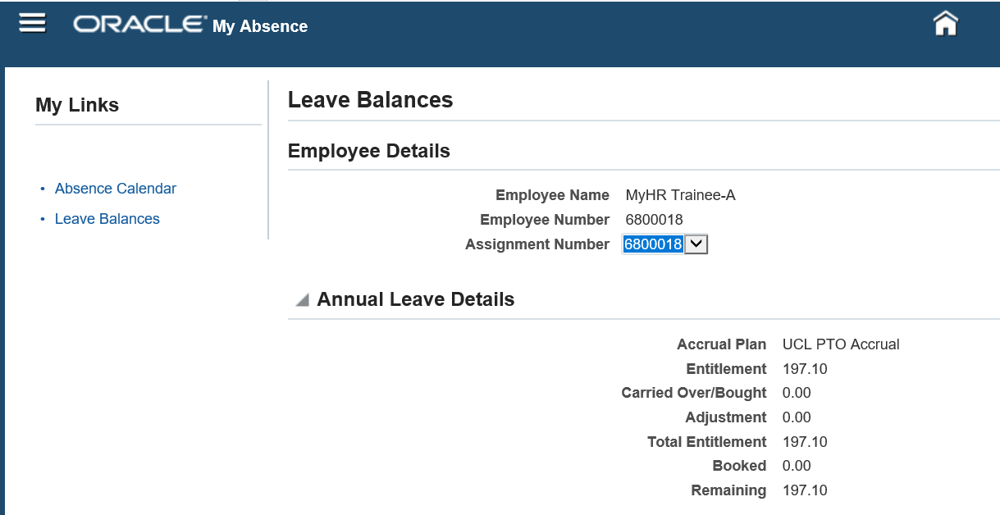 ORACLE® My Absence
My Links
• Absence Calendar
• Leave Balances
Leave Balances
Employee Details
Employee Name MyHR Trainee-A
Employee Number 6800018
Assignment Number 6800018
Annual Leave Details
Accrual Plan UCL PTO Accrual
Entitlement 197.10
Carried Over/Bought 0.00
Adjustment 0.00
Total Entitlement 197.10
Booked 0.00
Remaining 197.10